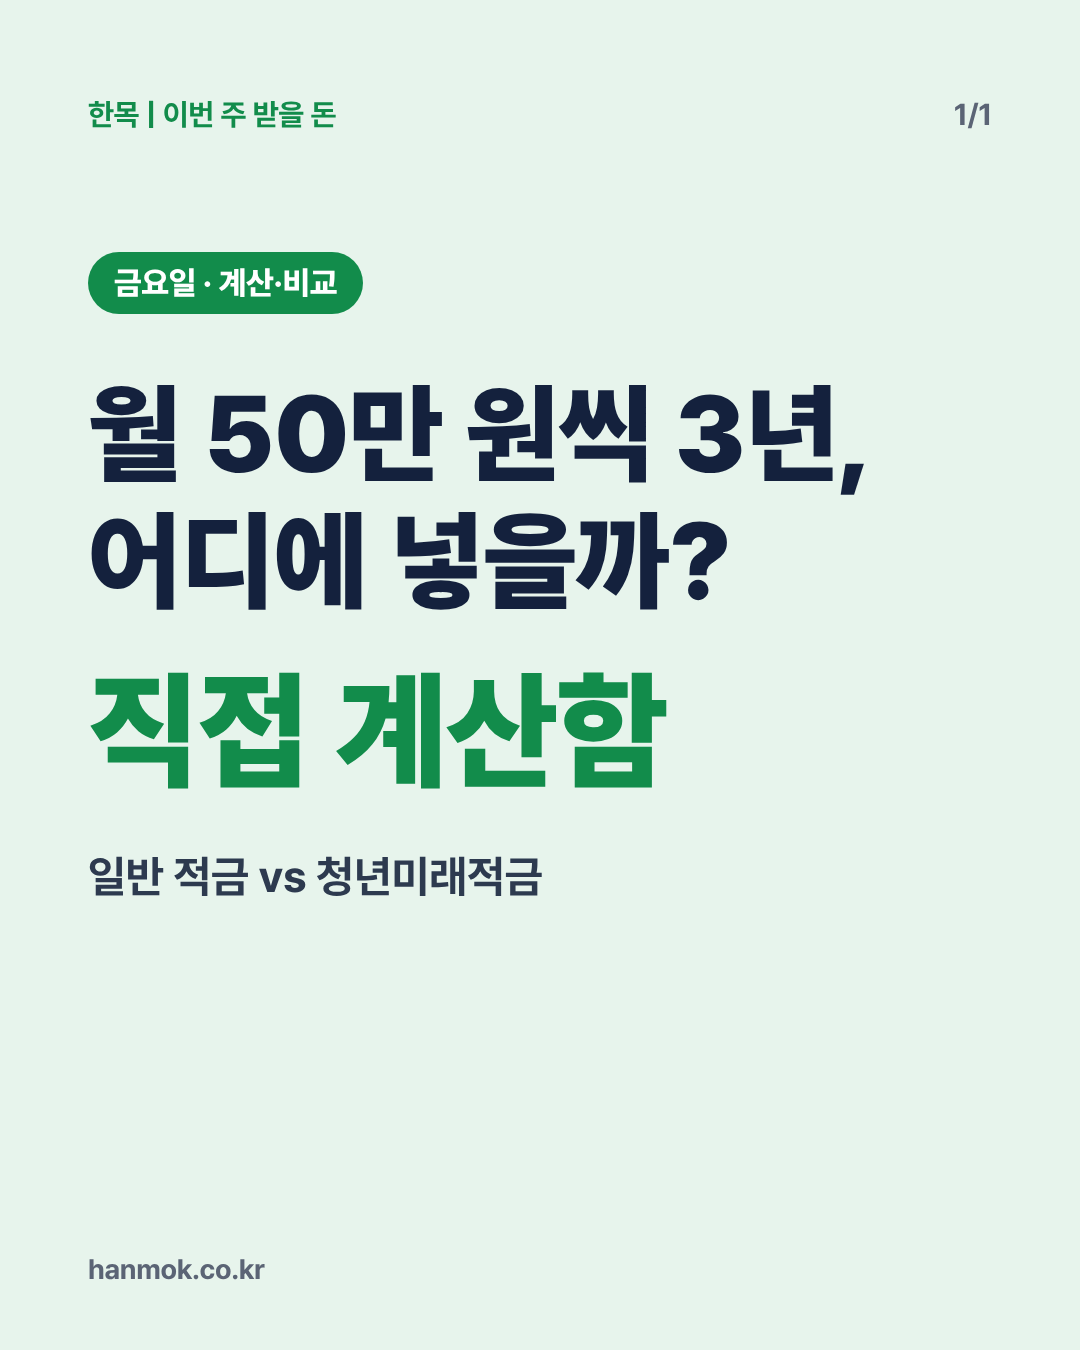 한목 | 이번 주 받을 돈
1/1
금요일 · 계산·비교
월 50만 원씩 3년,
어디에 넣을까?
직접 계산함
일반 적금 vs 청년미래적금
hanmok.co.kr